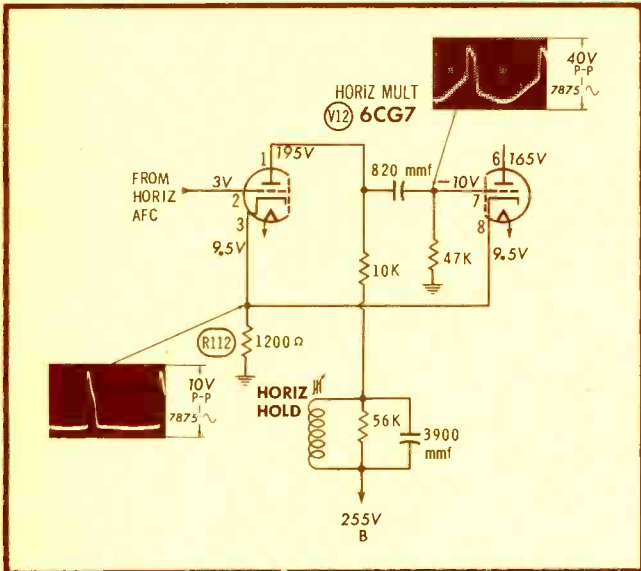 40V
P-P
7875 ∿
HORIZ MULT
V12 6CG7
1 195V
6 165V
820 mmf
FROM
HORIZ
AFC
3V
2
-10V
7
3
8
9.5V
9.5V
10K
47K
R112 1200 Ω
10V
P-P
7875 ∿
HORIZ
HOLD
56K
3900
mmf
255V
B